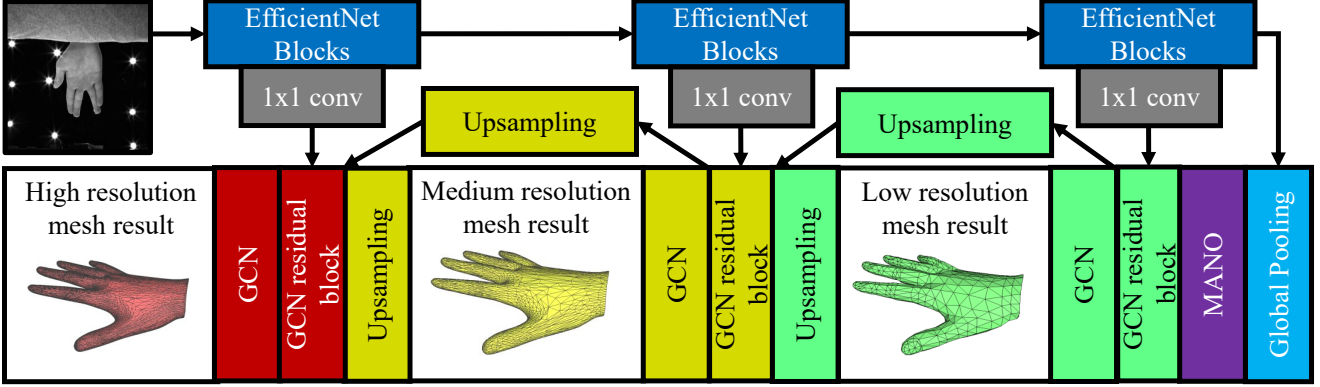 EfficientNet
Blocks
EfficientNet
Blocks
EfficientNet
Blocks
1x1 conv
1x1 conv
1x1 conv
Upsampling
Upsampling
High resolution
mesh result
GCN
GCN residual
block
Upsampling
Medium resolution
mesh result
GCN
GCN residual
block
Upsampling
Low resolution
mesh result
GCN
GCN residual
block
MANO
Global Pooling